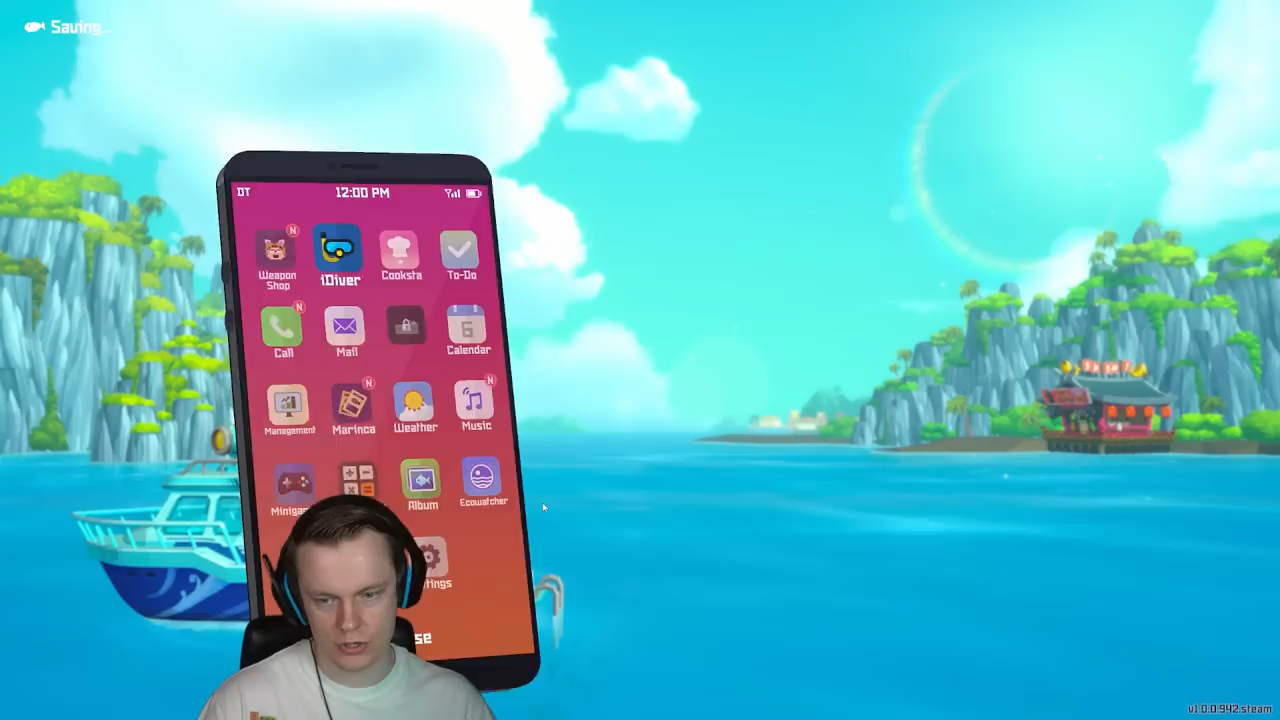 Saving...
DT 12:00 PM
N
Weapon
Shop
iDiver
Cooksta
To-Do
N
Call
Mail
6
Calendar
Management
N
Marinca
Weather
N
Music
Album
Ecowatcher
v1.0.0.942.steam